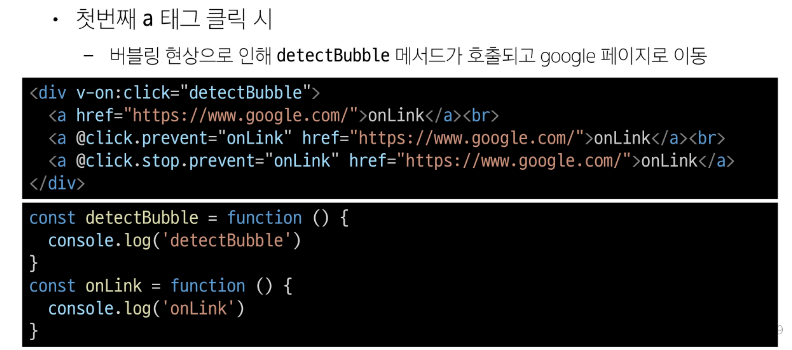 • 첫번째 a 태그 클릭 시
– 버블링 현상으로 인해 detectBubble 메서드가 호출되고 google 페이지로 이동
<div v-on:click="detectBubble">
  <a href="https://www.google.com/">onLink</a><br>
  <a @click.prevent="onLink" href="https://www.google.com/">onLink</a><br>
  <a @click.stop.prevent="onLink" href="https://www.google.com/">onLink</a>
</div>
const detectBubble = function () {
  console.log('detectBubble')
}
const onLink = function () {
  console.log('onLink')
}